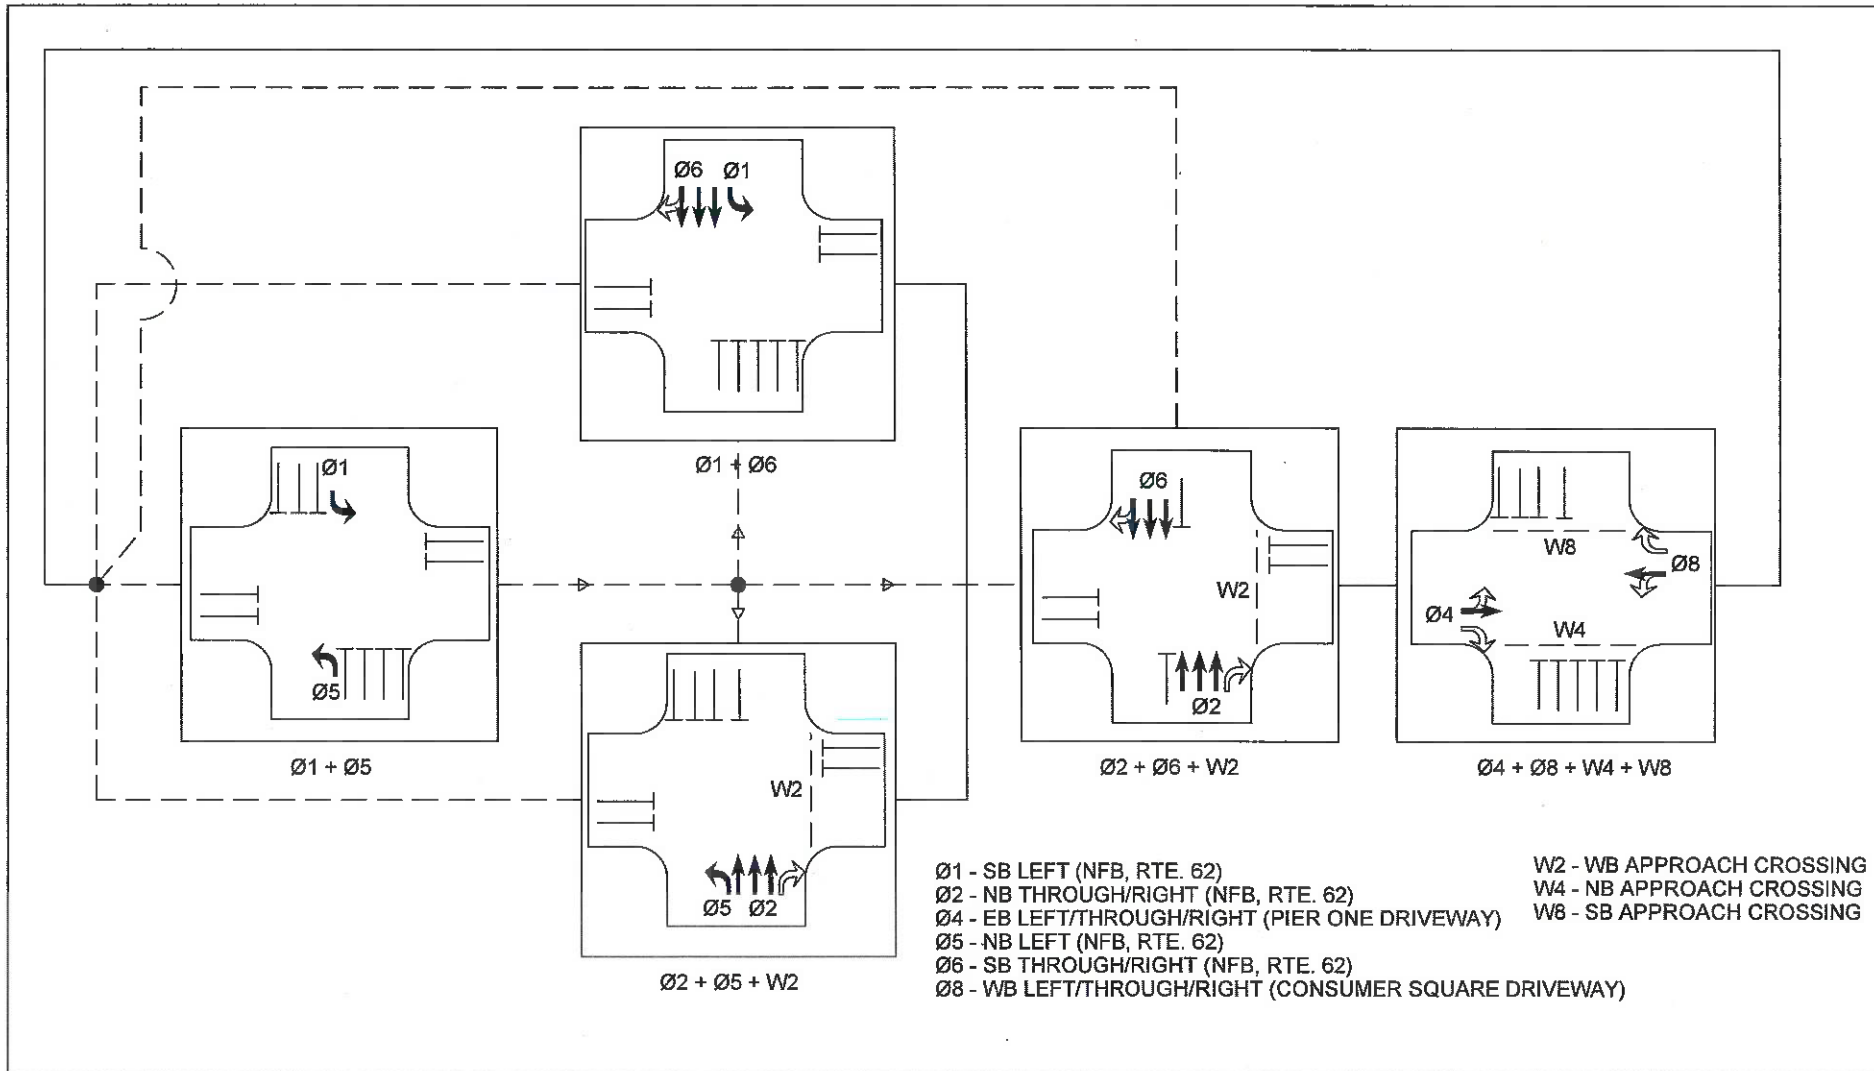 Ø6 Ø1
Ø1 + Ø6
Ø1
Ø5
Ø1 + Ø5
W2
Ø5 Ø2
Ø2 + Ø5 + W2
Ø6
W2
Ø2
Ø2 + Ø6 + W2
W8
Ø8
Ø4
W4
Ø4 + Ø8 + W4 + W8
Ø1 - SB LEFT (NFB, RTE. 62)
Ø2 - NB THROUGH/RIGHT (NFB, RTE. 62)
Ø4 - EB LEFT/THROUGH/RIGHT (PIER ONE DRIVEWAY)
Ø5 - NB LEFT (NFB, RTE. 62)
Ø6 - SB THROUGH/RIGHT (NFB, RTE. 62)
Ø8 - WB LEFT/THROUGH/RIGHT (CONSUMER SQUARE DRIVEWAY)
W2 - WB APPROACH CROSSING
W4 - NB APPROACH CROSSING
W8 - SB APPROACH CROSSING